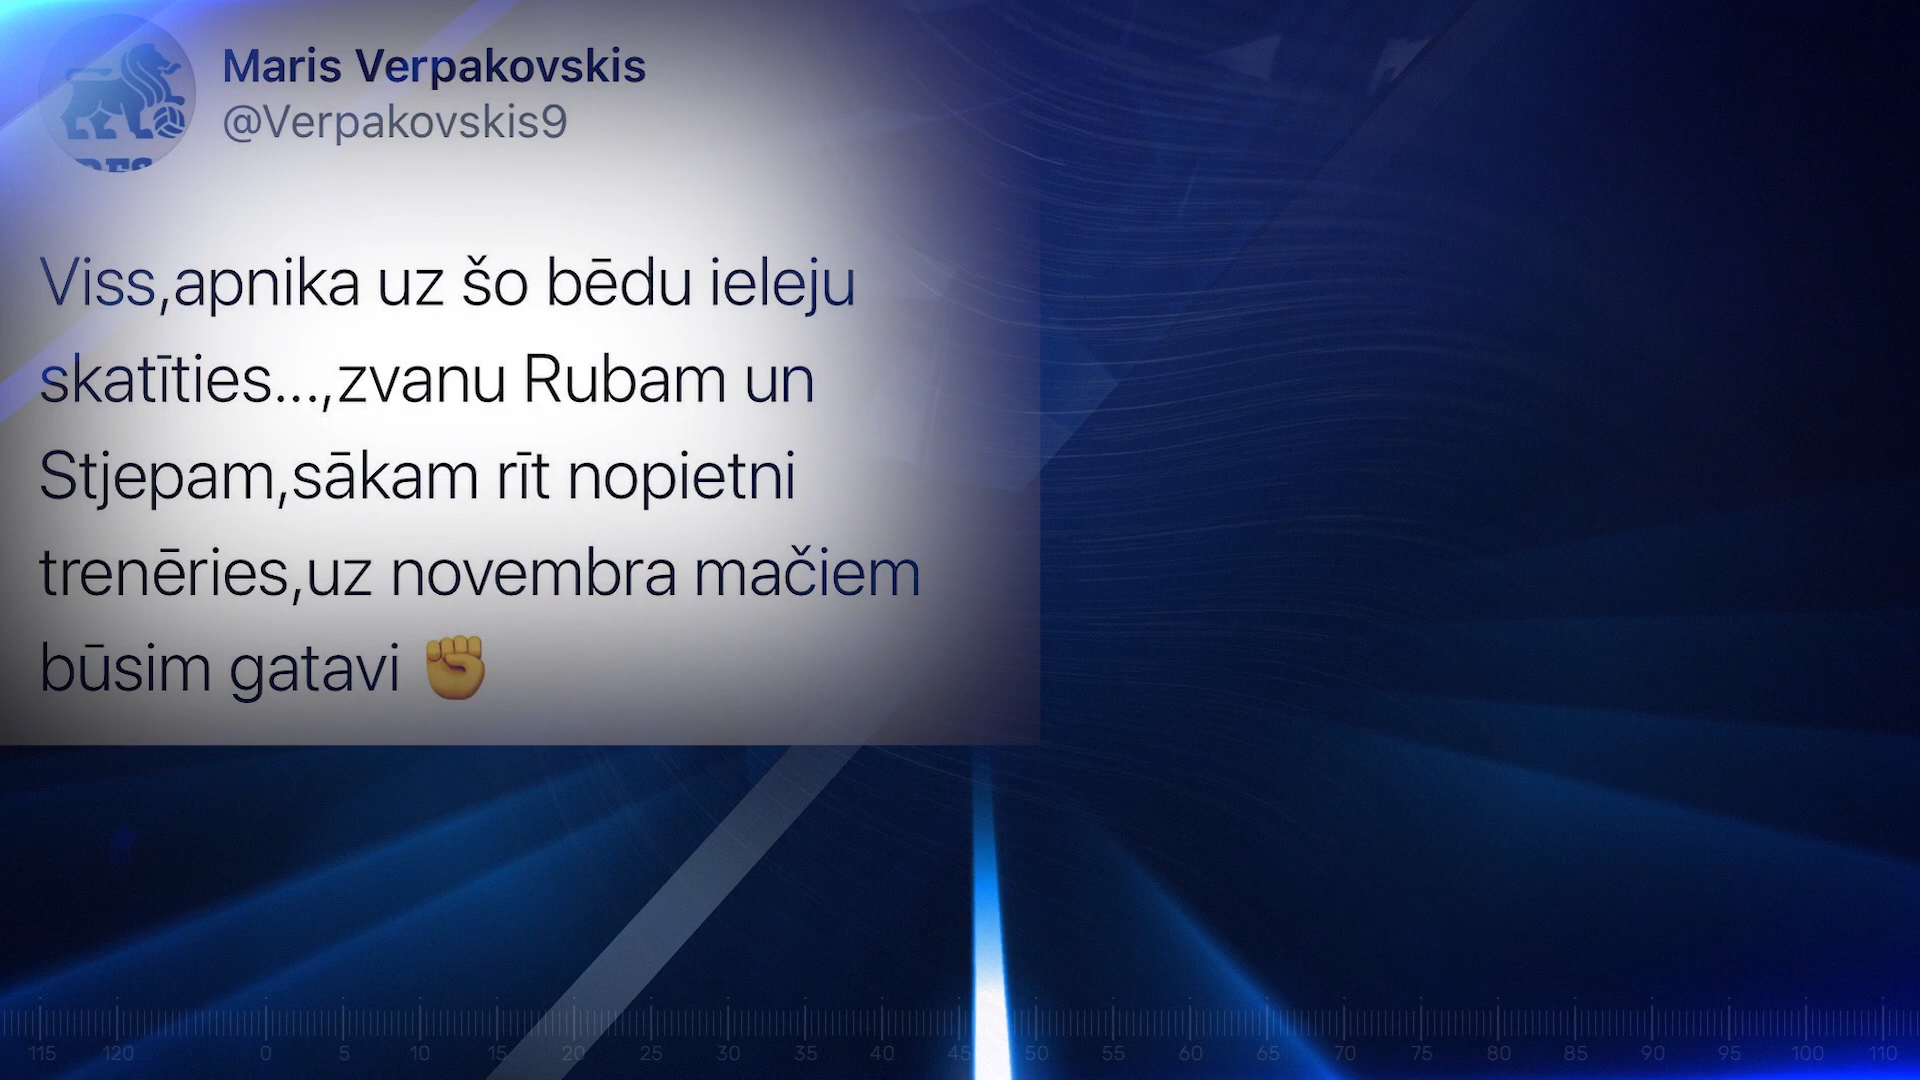 Maris Verpakovskis
@Verpakovskis9
Viss,apnika uz šo bēdu ieleju
skatīties...,zvanu Rubam un
Stjepam,sākam rīt nopietni
trenēries,uz novembra mačiem
būsim gatavi ✊
115 120 0 5 10 15 20 25 30 35 40 45 50 55 60 65 70 75 80 85 90 95 100 110